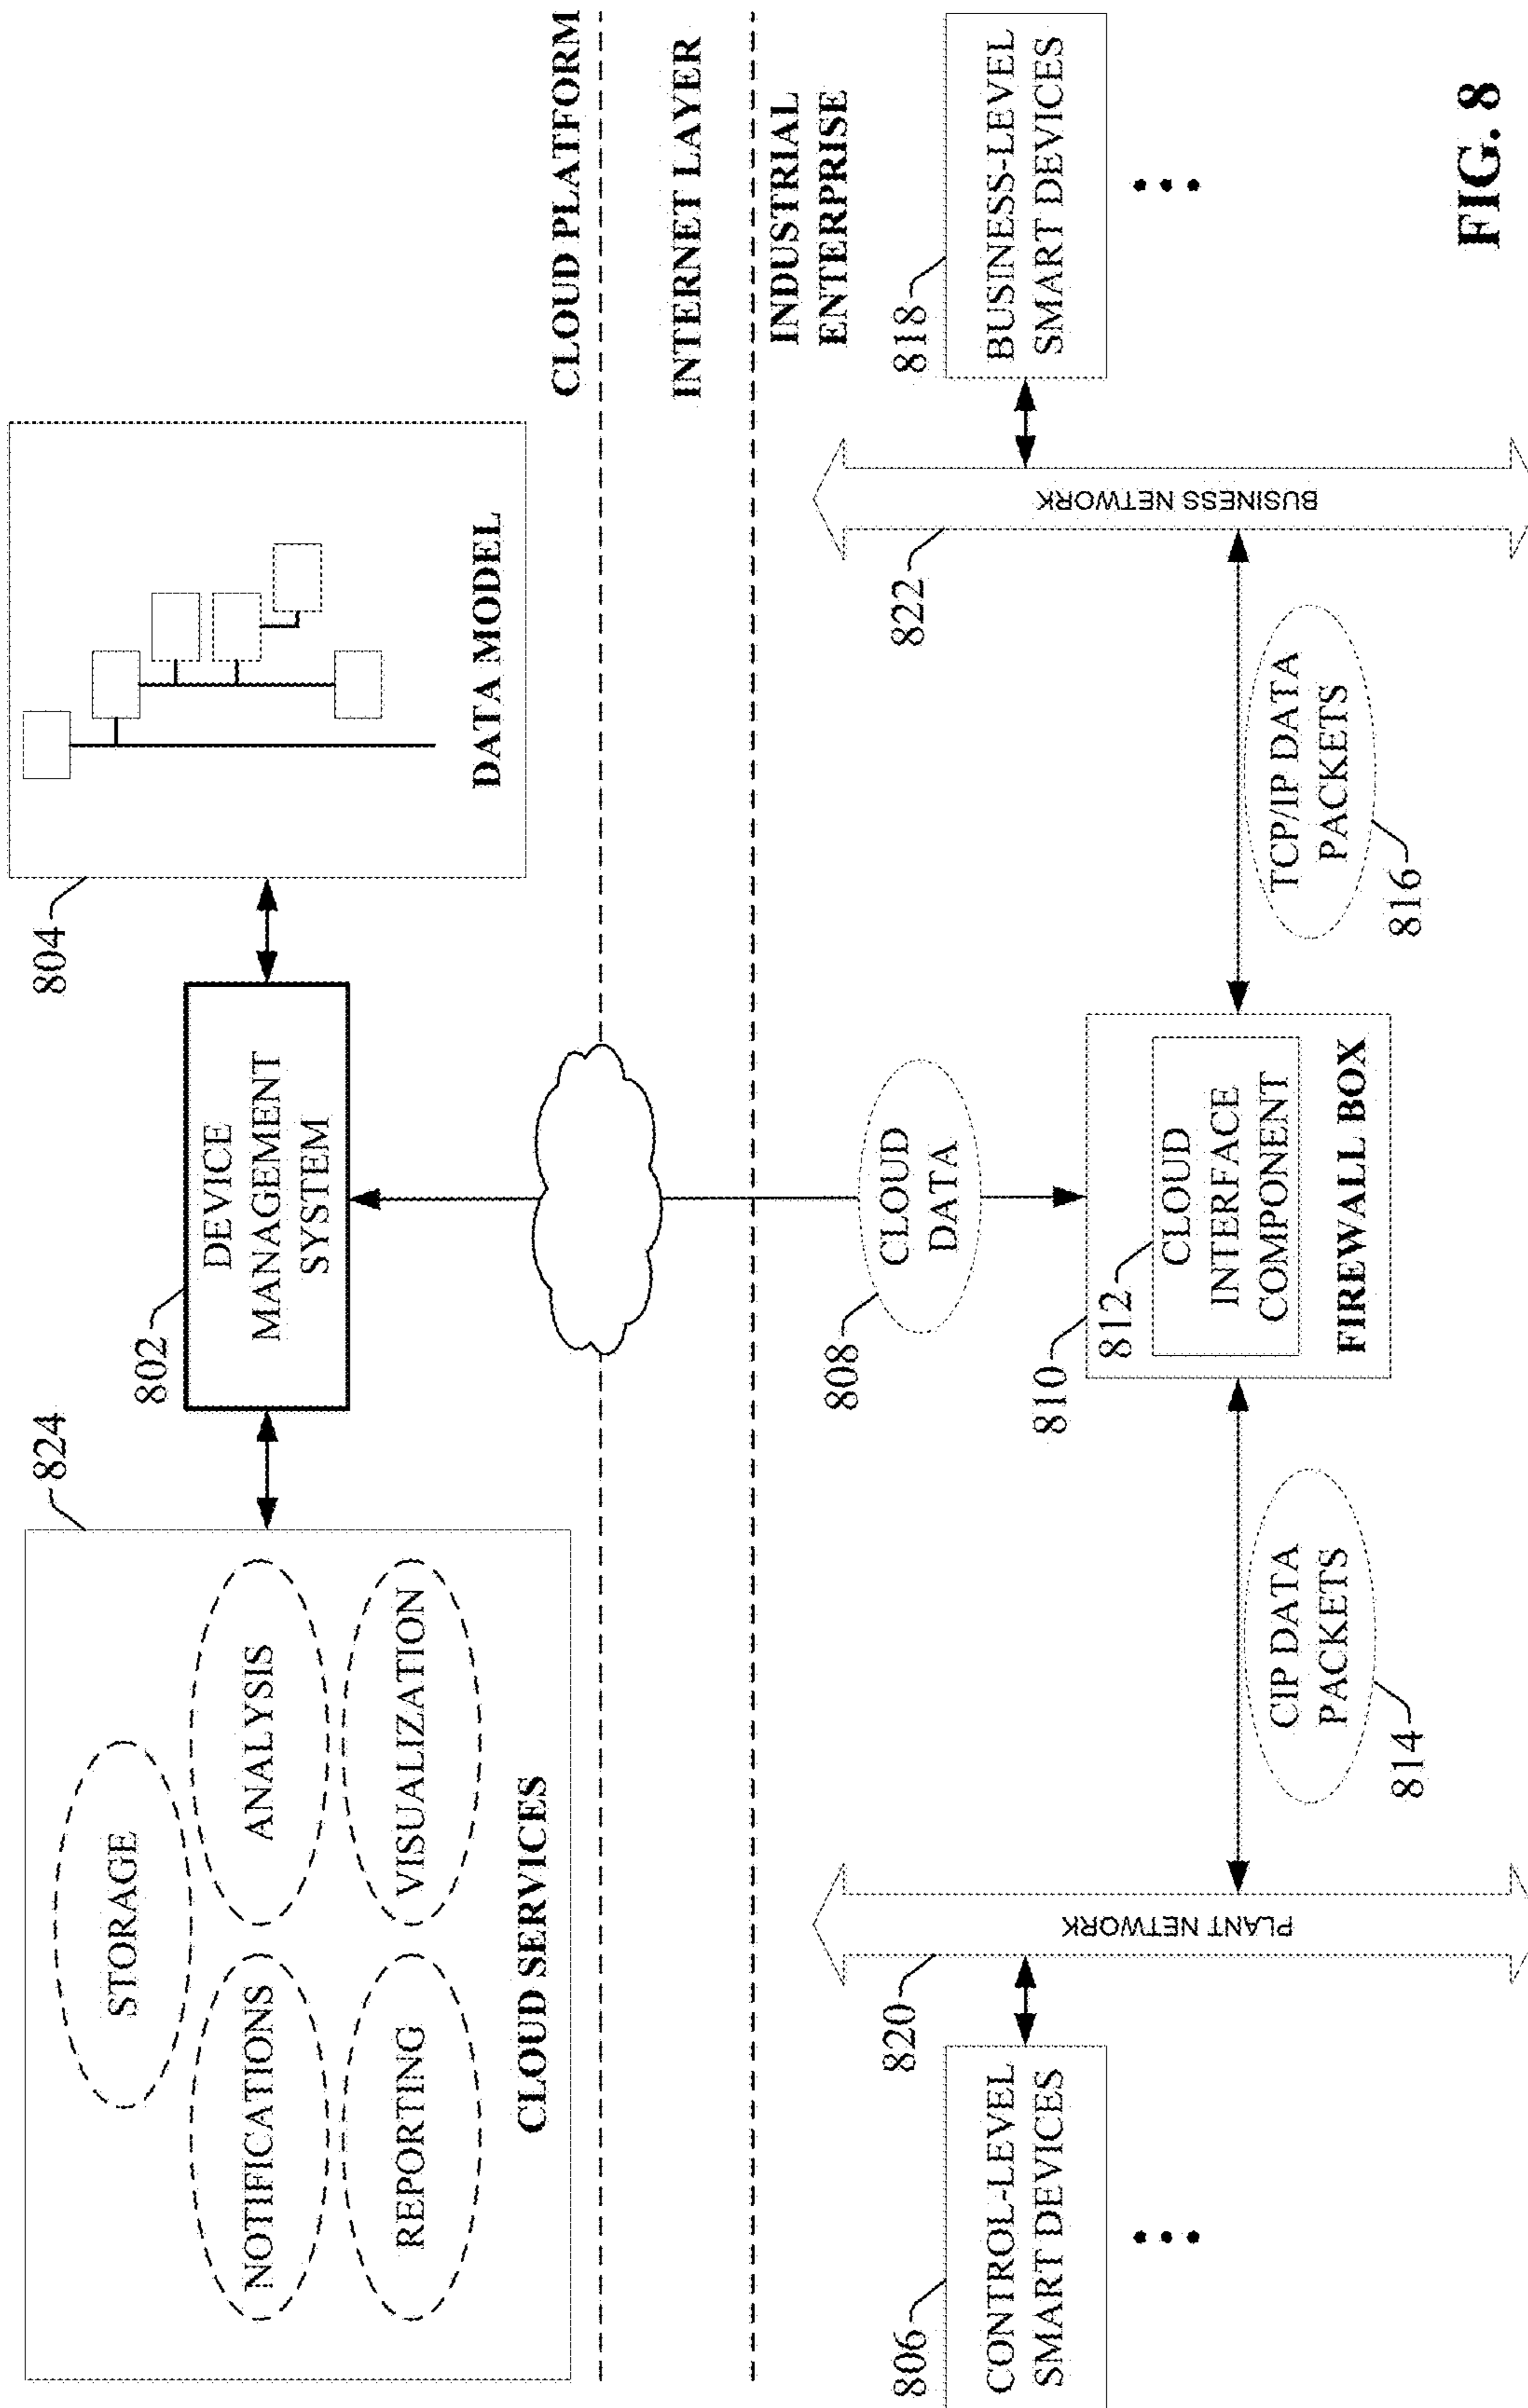 824
STORAGE
NOTIFICATIONS
ANALYSIS
REPORTING
VISUALIZATION
CLOUD SERVICES
802
DEVICE
MANAGEMENT
SYSTEM
804
DATA MODEL
CLOUD PLATFORM
INTERNET LAYER
INDUSTRIAL
ENTERPRISE
806
CONTROL-LEVEL
SMART DEVICES
820
PLANT NETWORK
CIP DATA
PACKETS
814
808
CLOUD
DATA
810
812
CLOUD
INTERFACE
COMPONENT
FIREWALL BOX
TCP/IP DATA
PACKETS
816
822
BUSINESS NETWORK
818
BUSINESS-LEVEL
SMART DEVICES
FIG. 8